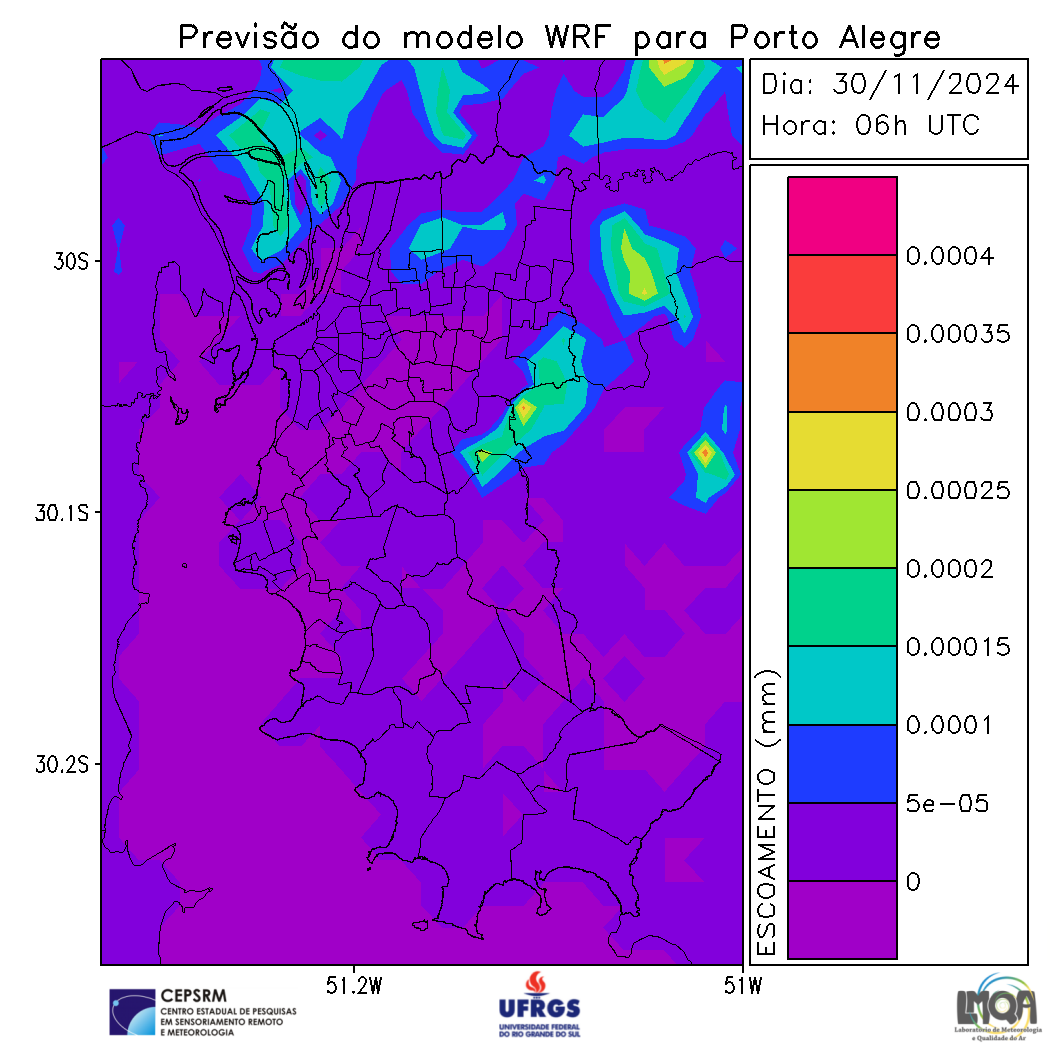 Previsão do modelo WRF para Porto Alegre
Dia: 30/11/2024
Hora: 06h UTC
30S
30.1S
30.2S
51.2W
51W
ESCOAMENTO (mm)
0.0004
0.00035
0.0003
0.00025
0.0002
0.00015
0.0001
5e-05
0
CEPSRM
CENTRO ESTADUAL DE PESQUISAS
EM SENSORIAMENTO REMOTO
E METEOROLOGIA
UFRGS
UNIVERSIDADE FEDERAL
DO RIO GRANDE DO SUL
LMQA
Laboratório de Meteorologia
e Qualidade do Ar